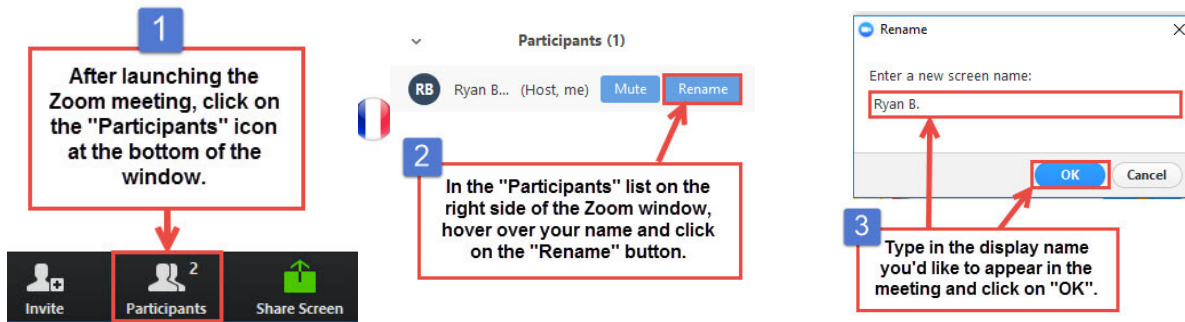 1
After launching the
Zoom meeting, click on
the "Participants" icon
at the bottom of the
window.
2
Invite
Participants
Share Screen
Participants (1)
RB
Ryan B... (Host, me)
Mute
Rename
2
In the "Participants" list on the
right side of the Zoom window,
hover over your name and click
on the "Rename" button.
Rename
Enter a new screen name:
Ryan B.
OK
Cancel
3
Type in the display name
you'd like to appear in the
meeting and click on "OK".